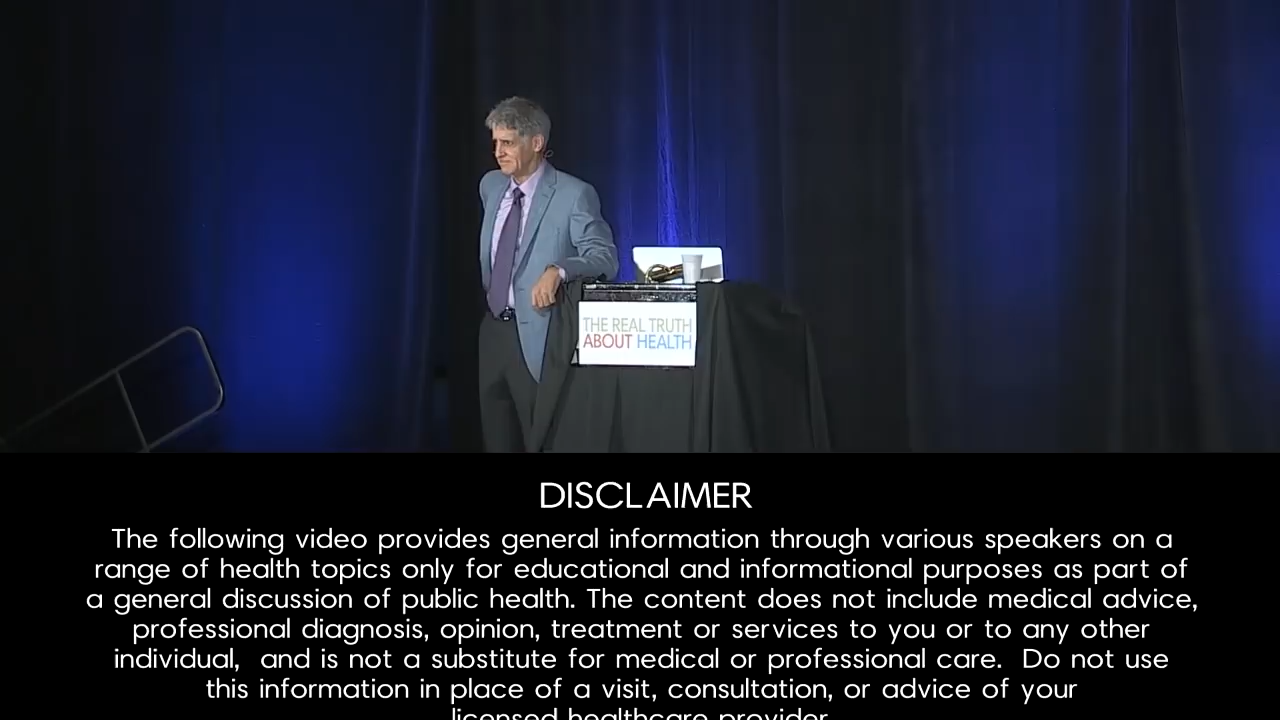 THE REAL TRUTH
ABOUT HEALTH
DISCLAIMER
The following video provides general information through various speakers on a
range of health topics only for educational and informational purposes as part of
a general discussion of public health. The content does not include medical advice,
professional diagnosis, opinion, treatment or services to you or to any other
individual,  and is not a substitute for medical or professional care.  Do not use
this information in place of a visit, consultation, or advice of your
licensed healthcare provider.